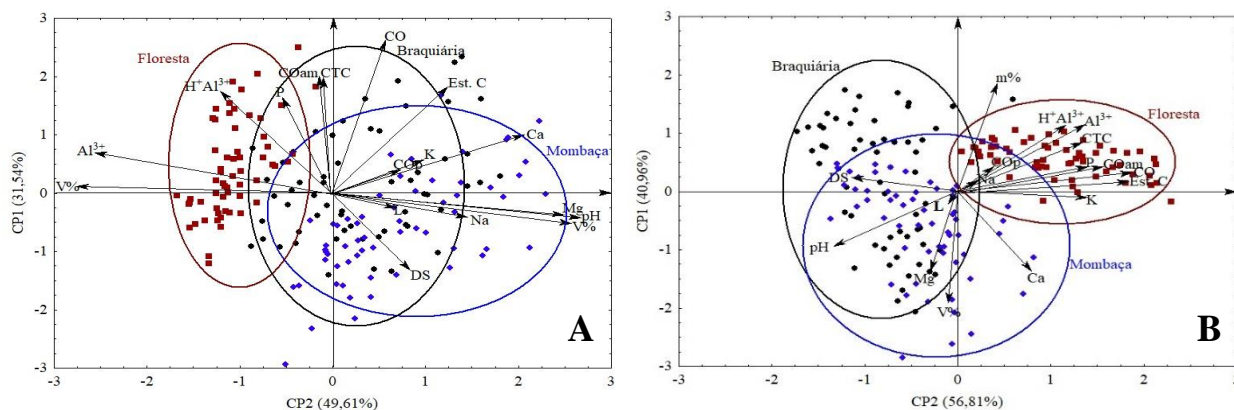 CP1 (31,54%)
3
2
1
0
-1
-2
-3
Floresta
Braquiária
Mombaça
CO
COam
CTC
Est. C
H⁺Al³⁺
P
Al³⁺
V%
Ca
K
COp
L
Na
Mg
pH
V%
DS
A
-3
-2
-1
0
1
2
3
CP2 (49,61%)
CP1 (40,96%)
3
2
1
0
-1
-2
-3
Braquiária
Floresta
Mombaça
m%
H⁺Al³⁺
Al³⁺
CTC
P
COam
COp
CO
Na
Est. C
K
DS
L
pH
Mg
Ca
V%
B
-3
-2
-1
0
1
2
3
CP2 (56,81%)